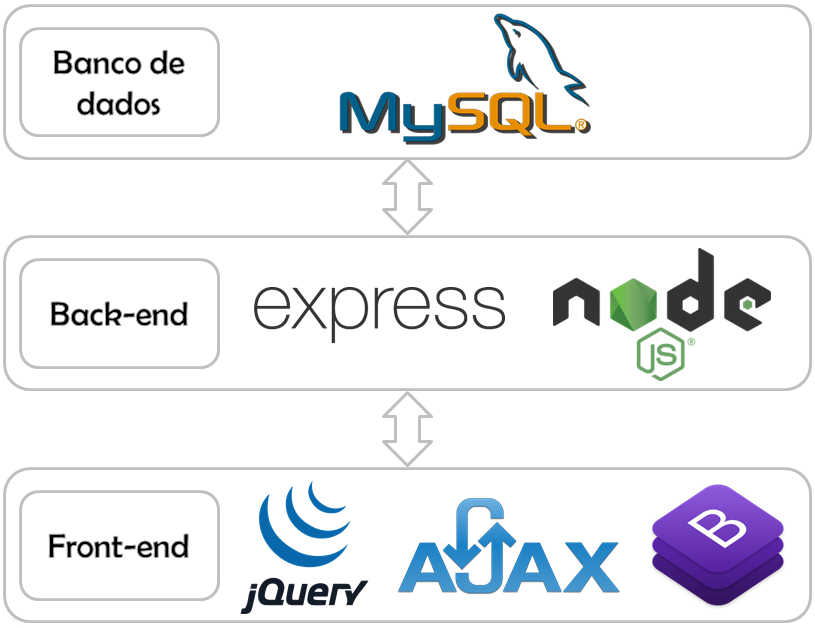 Banco de
dados
MySQL®
Back-end
express
node
JS®
Front-end
jQuery
AJAX
B